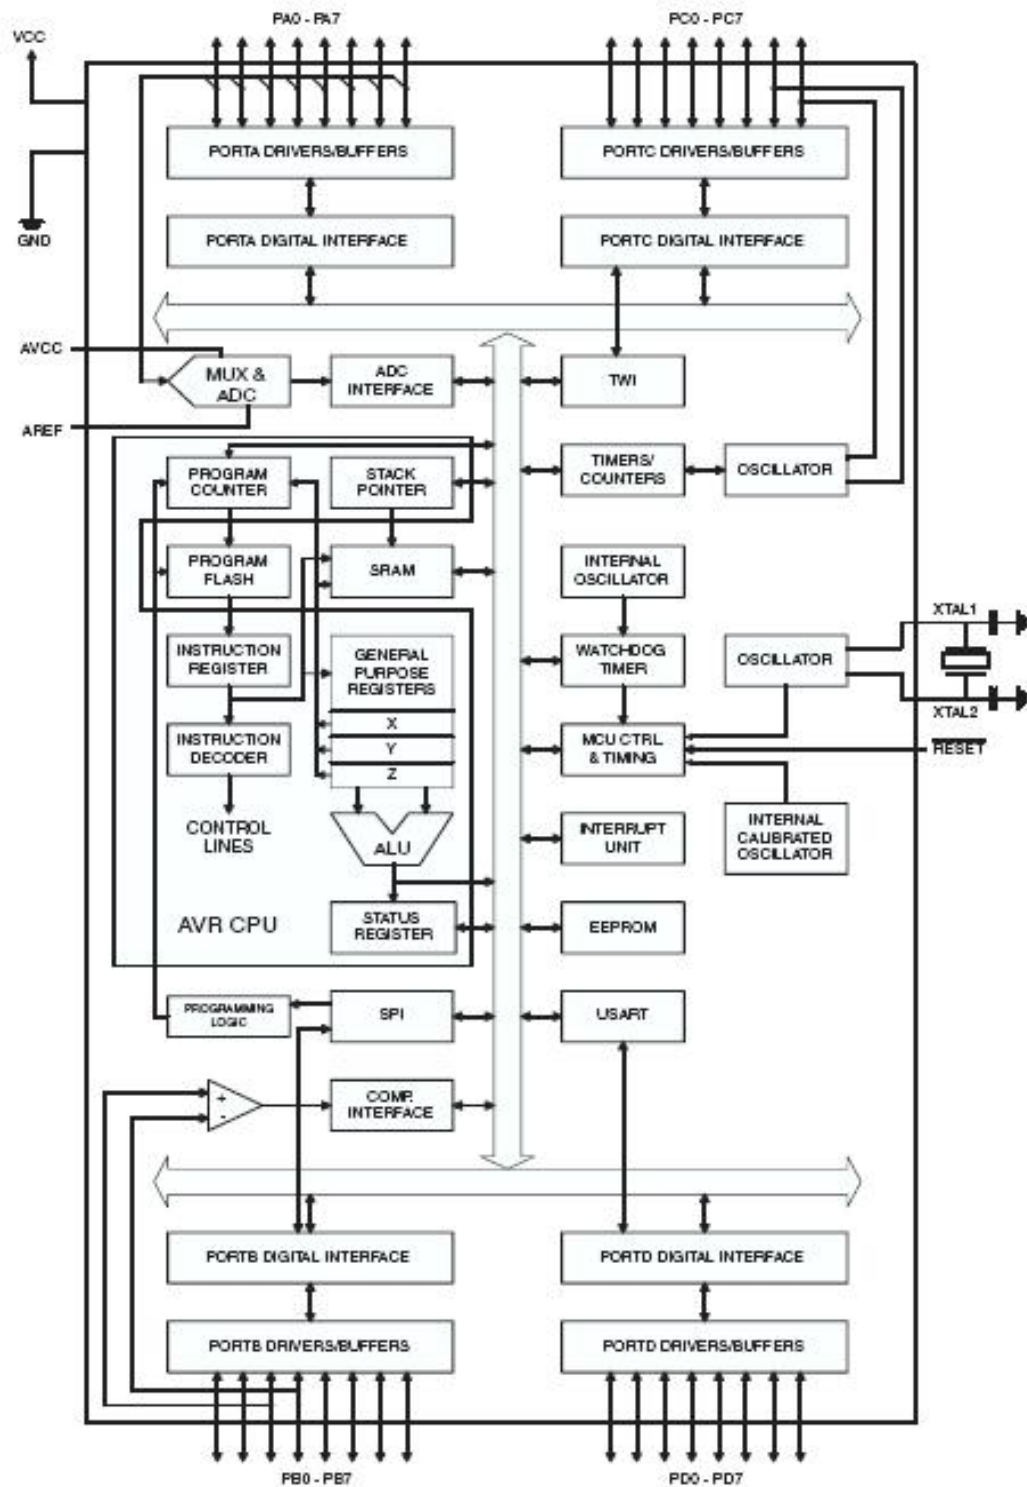 PA0 - PA7
PC0 - PC7
VCC
PORTA DRIVERS/BUFFERS
PORTC DRIVERS/BUFFERS
GND
PORTA DIGITAL INTERFACE
PORTC DIGITAL INTERFACE
AVCC
MUX &
ADC
ADC
INTERFACE
TWI
AREF
PROGRAM
COUNTER
STACK
POINTER
TIMERS/
COUNTERS
OSCILLATOR
PROGRAM
FLASH
SRAM
INTERNAL
OSCILLATOR
XTAL1
INSTRUCTION
REGISTER
GENERAL
PURPOSE
REGISTERS
WATCHDOG
TIMER
OSCILLATOR
XTAL2
X
Y
Z
INSTRUCTION
DECODER
MCU CTRL
& TIMING
RESET
CONTROL
LINES
ALU
INTERRUPT
UNIT
INTERNAL
CALIBRATED
OSCILLATOR
AVR CPU
STATUS
REGISTER
EEPROM
PROGRAMMING
LOGIC
SPI
USART
+
-
COMP.
INTERFACE
PORTB DIGITAL INTERFACE
PORTD DIGITAL INTERFACE
PORTB DRIVERS/BUFFERS
PORTD DRIVERS/BUFFERS
PB0 - PB7
PD0 - PD7